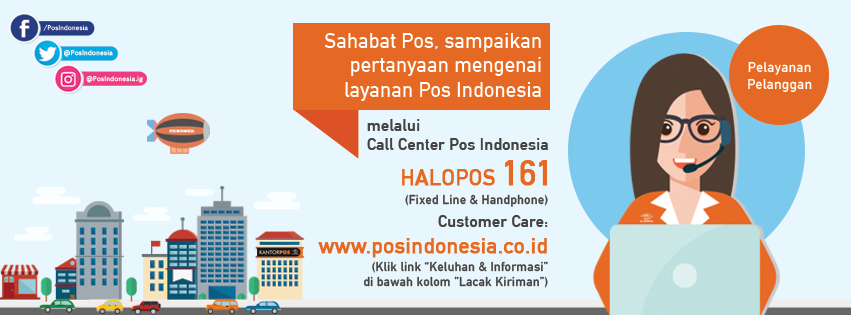 /PosIndonesia
@PosIndonesia
@PosIndonesia.ig
Sahabat Pos, sampaikan
pertanyaan mengenai
layanan Pos Indonesia
melalui
Call Center Pos Indonesia
HALOPOS 161
(Fixed Line & Handphone)
Customer Care:
www.posindonesia.co.id
(Klik link "Keluhan & Informasi"
di bawah kolom "Lacak Kiriman")
Pelayanan
Pelanggan
KANTORPOS